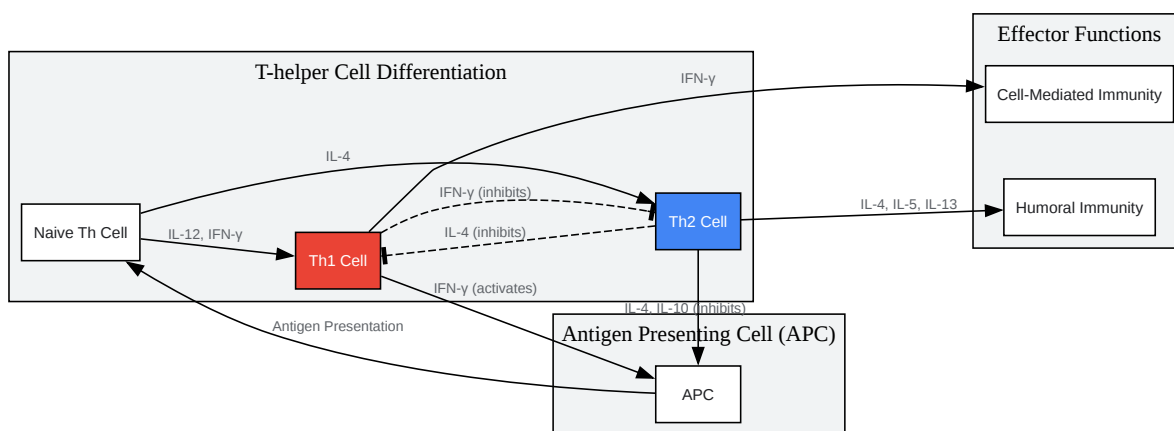 Effector Functions
T-helper Cell Differentiation
IFN-γ
Cell-Mediated Immunity
IL-4
IFN-γ (inhibits)
IL-4, IL-5, IL-13
Humoral Immunity
Naive Th Cell
IL-12, IFN-γ
IL-4 (inhibits)
Th2 Cell
Th1 Cell
IFN-γ (activates)
IL-4, IL-10 (inhibits)
Antigen Presentation
Antigen Presenting Cell (APC)
APC